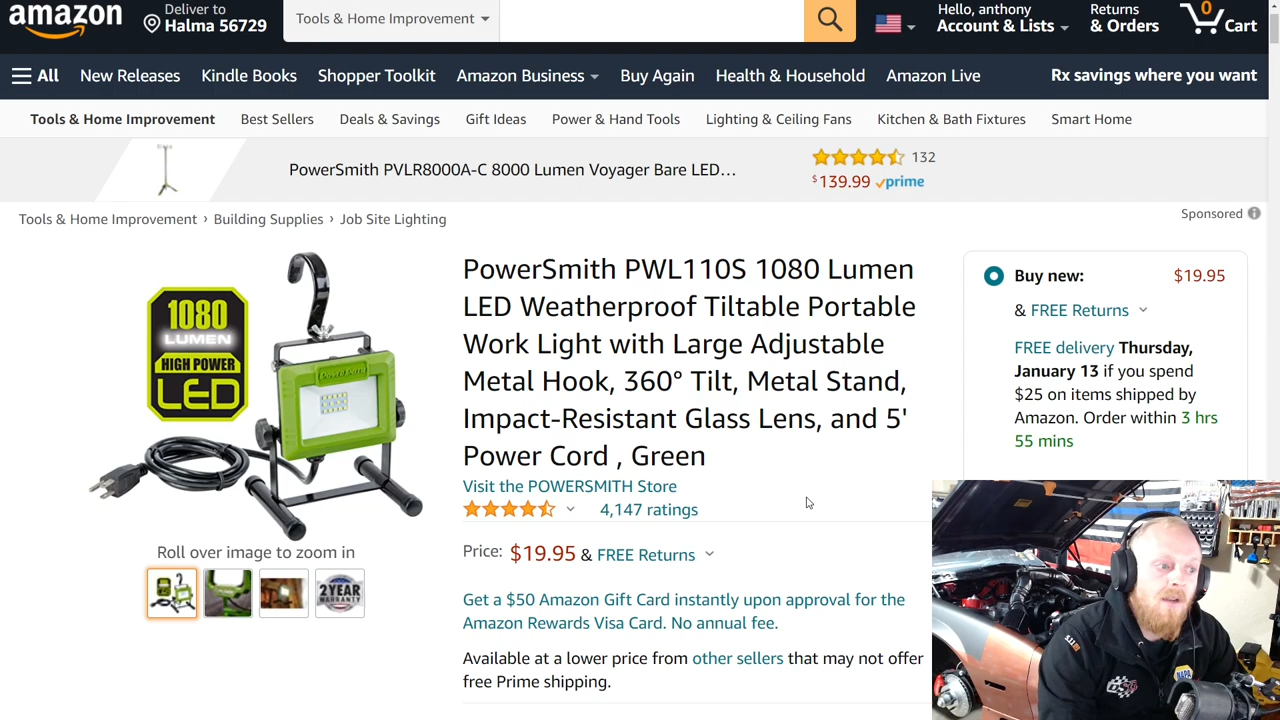 amazon
Deliver to
Halma 56729
Tools & Home Improvement
Hello, anthony
Account & Lists
Returns
& Orders
0
Cart
All
New Releases
Kindle Books
Shopper Toolkit
Amazon Business
Buy Again
Health & Household
Amazon Live
Rx savings where you want
Tools & Home Improvement
Best Sellers
Deals & Savings
Gift Ideas
Power & Hand Tools
Lighting & Ceiling Fans
Kitchen & Bath Fixtures
Smart Home
PowerSmith PVLR8000A-C 8000 Lumen Voyager Bare LED…
132
$139.99 prime
Sponsored
Tools & Home Improvement › Building Supplies › Job Site Lighting
1080
LUMEN
HIGH POWER
LED
PowerSmith
Roll over image to zoom in
2 YEAR
WARRANTY
PowerSmith PWL110S 1080 Lumen
LED Weatherproof Tiltable Portable
Work Light with Large Adjustable
Metal Hook, 360° Tilt, Metal Stand,
Impact-Resistant Glass Lens, and 5'
Power Cord , Green
Visit the POWERSMITH Store
4,147 ratings
Price: $19.95 & FREE Returns
Get a $50 Amazon Gift Card instantly upon approval for the
Amazon Rewards Visa Card. No annual fee.
Available at a lower price from other sellers that may not offer
free Prime shipping.
Buy new: $19.95
& FREE Returns
FREE delivery Thursday,
January 13 if you spend
$25 on items shipped by
Amazon. Order within 3 hrs
55 mins
5.11
NAPA